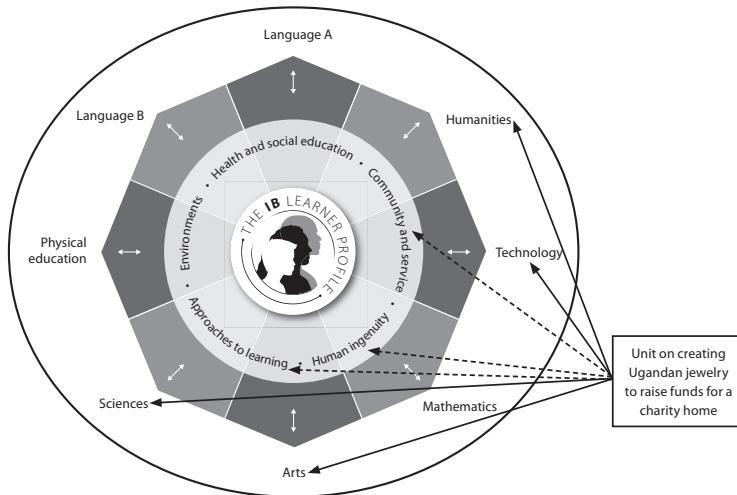 Language A
Language B
Humanities
Health and social education
Community and service
Environments
THE IB LEARNER PROFILE
Physical
education
Technology
Approaches to learning
Human ingenuity
Unit on creating
Ugandan jewelry
to raise funds for a
charity home
Sciences
Mathematics
Arts